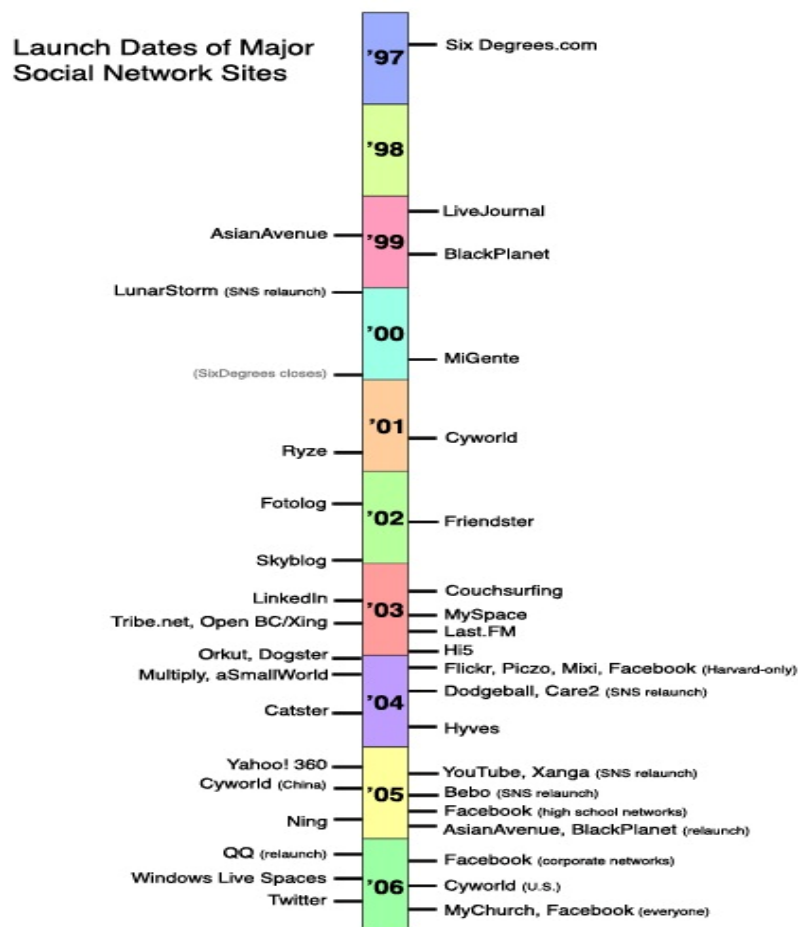 Launch Dates of Major
Social Network Sites
'97
Six Degrees.com
'98
LiveJournal
AsianAvenue
'99
BlackPlanet
LunarStorm (SNS relaunch)
'00
MiGente
(SixDegrees closes)
'01
Cyworld
Ryze
Fotolog
'02
Friendster
Skyblog
Couchsurfing
LinkedIn
'03
MySpace
Tribe.net, Open BC/Xing
Last.FM
Hi5
Orkut, Dogster
Flickr, Piczo, Mixi, Facebook (Harvard-only)
Multiply, aSmallWorld
Dodgeball, Care2 (SNS relaunch)
'04
Catster
Hyves
Yahoo! 360
YouTube, Xanga (SNS relaunch)
Cyworld (China)
'05
Bebo (SNS relaunch)
Facebook (high school networks)
Ning
AsianAvenue, BlackPlanet (relaunch)
QQ (relaunch)
Facebook (corporate networks)
Windows Live Spaces
'06
Cyworld (U.S.)
Twitter
MyChurch, Facebook (everyone)